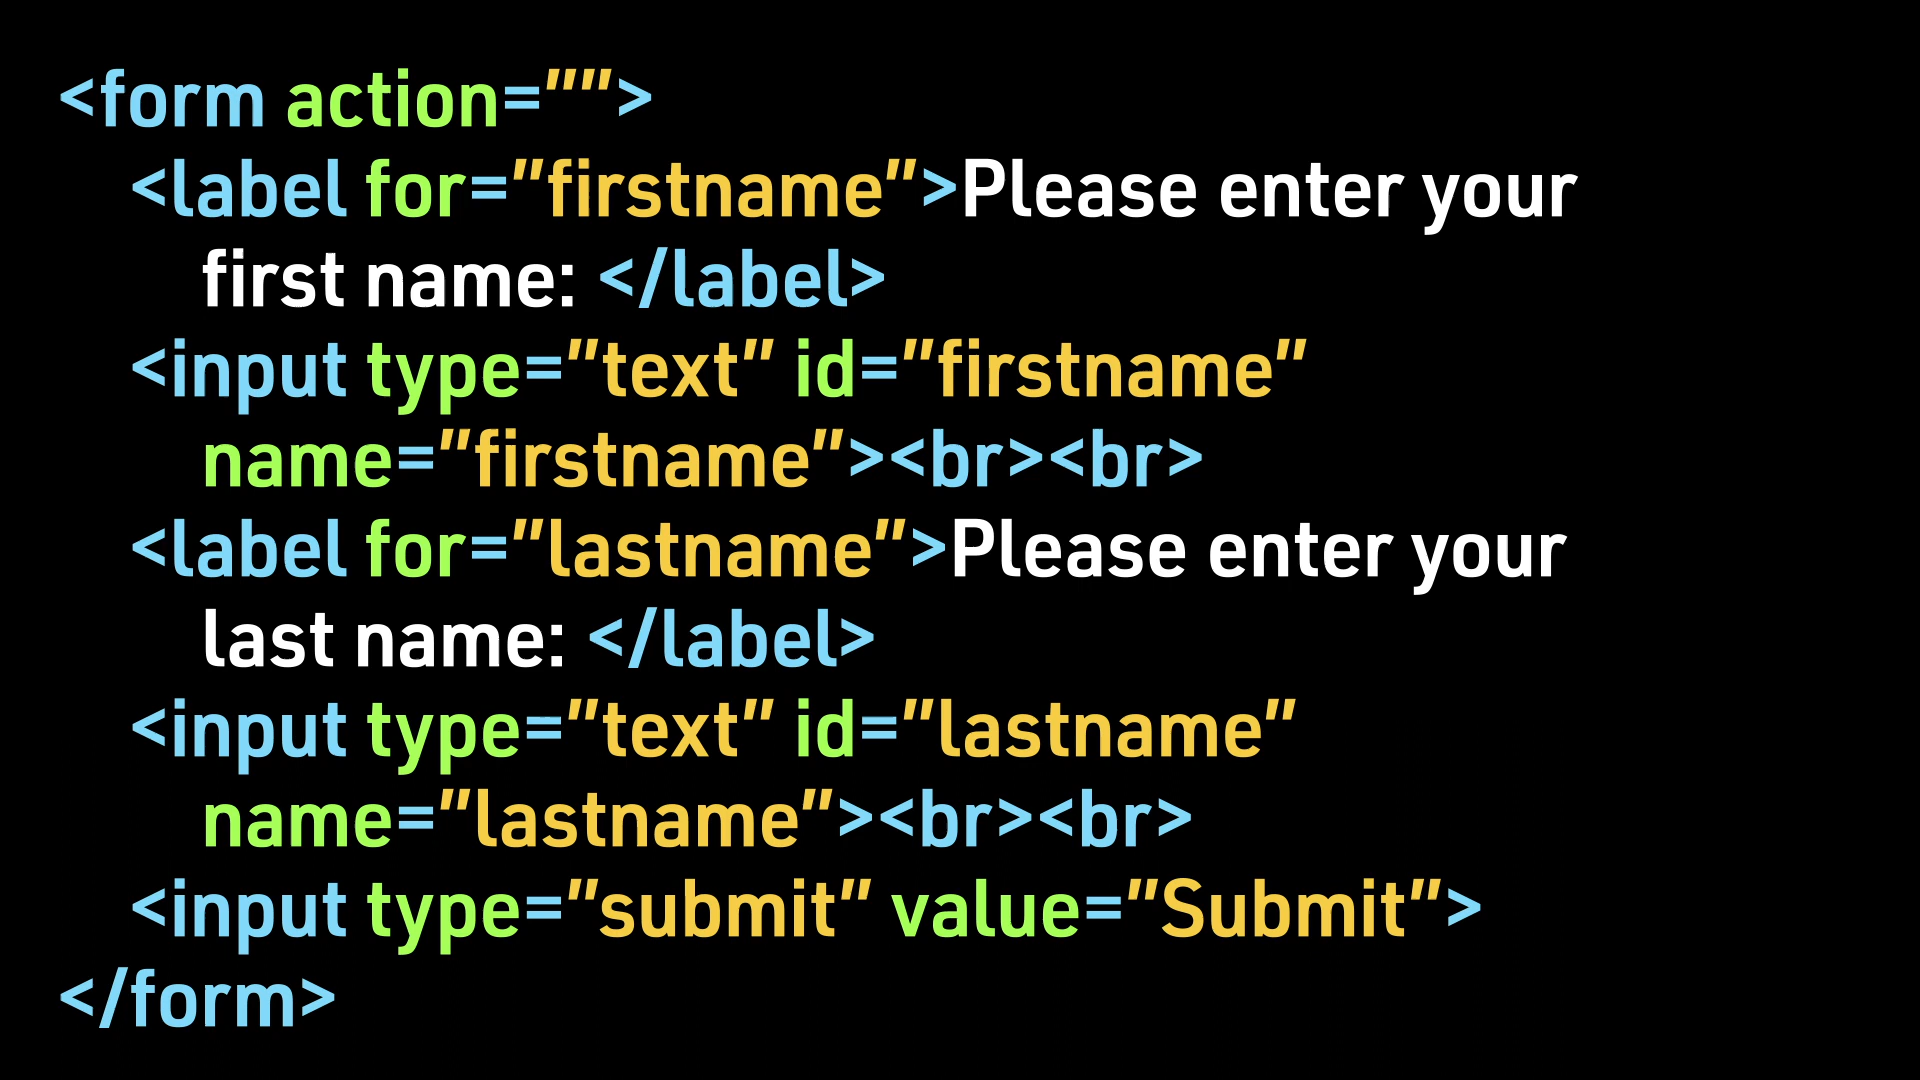 <form action="">
<label for="firstname">Please enter your
first name: </label>
<input type="text" id="firstname"
name="firstname"><br><br>
<label for="lastname">Please enter your
last name: </label>
<input type="text" id="lastname"
name="lastname"><br><br>
<input type="submit" value="Submit">
</form>